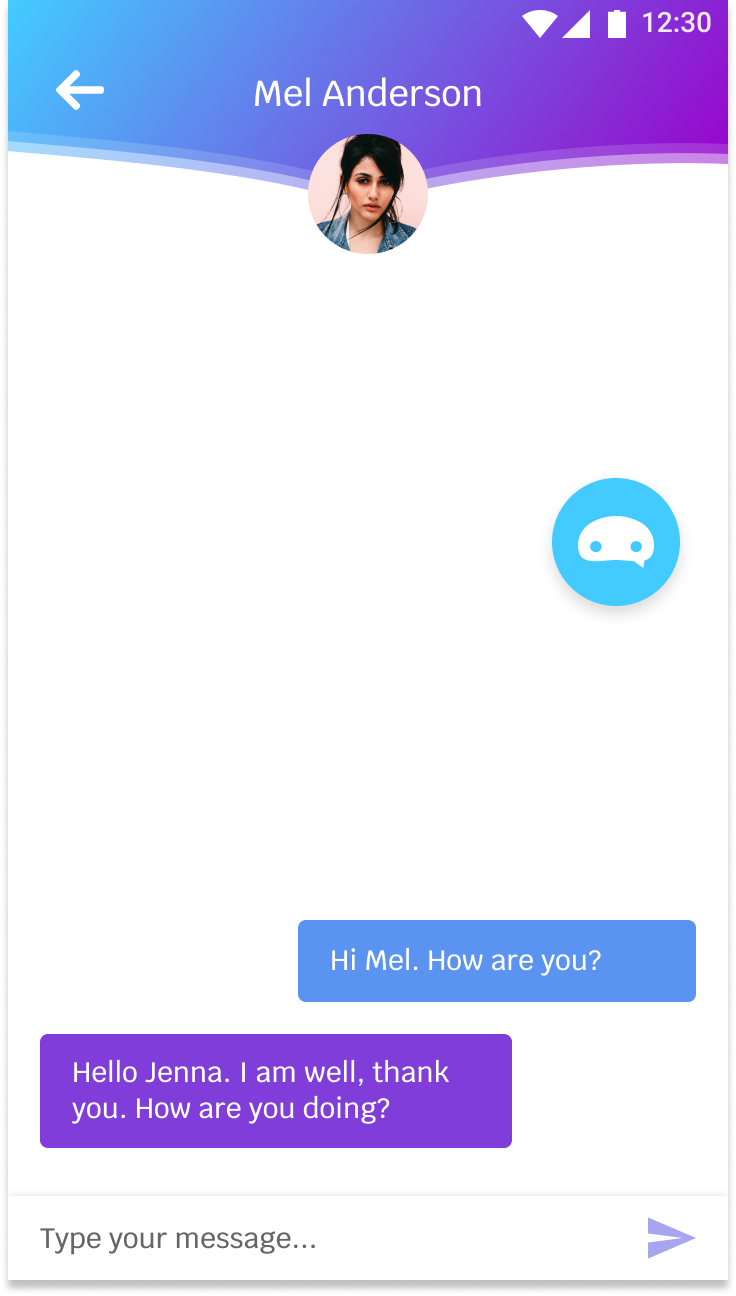 12:30
Mel Anderson
Hi Mel. How are you?
Hello Jenna. I am well, thank
you. How are you doing?
Type your message...